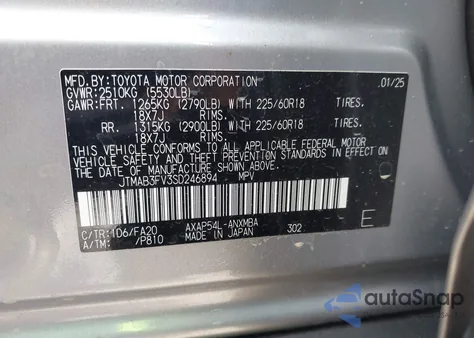 MFD.BY:TOYOTA MOTOR CORPORATION 01/25
GVWR:2510KG (5530LB)
GAWR:FRT. 1265KG (2790LB) WITH 225/60R18 TIRES.
18X7J RIMS.
RR. 1315KG (2900LB) WITH 225/60R18 TIRES.
18X7J RIMS.
THIS VEHICLE CONFORMS TO ALL APPLICABLE FEDERAL MOTOR
VEHICLE SAFETY AND BUMPER STANDARDS IN EFFECT ON
THE DATE OF MANUFACTURE SHOWN ABOVE.
JTMAB3FV3SD246894 MPV
C/TR:1D6/FA20 AXAP54L-ANXMBA
A/TM: /P810 MADE IN JAPAN 302 E
autoSnap